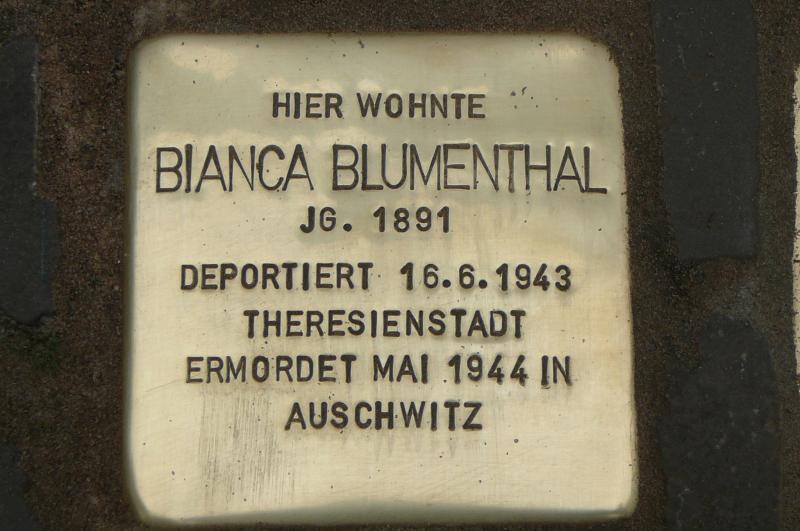 HIER WOHNTE
BIANCA BLUMENTHAL
JG. 1891
DEPORTIERT 16.6.1943
THERESIENSTADT
ERMORDET MAI 1944 IN
AUSCHWITZ